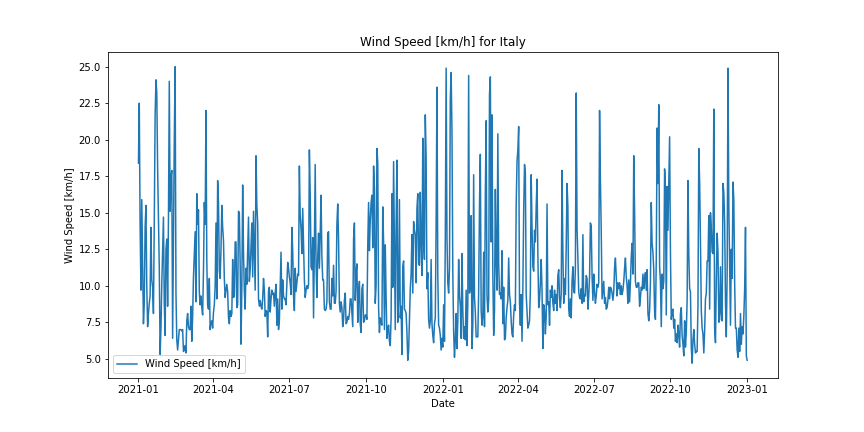 Wind Speed [km/h] for Italy
Wind Speed [km/h]
25.0
22.5
20.0
17.5
15.0
12.5
10.0
7.5
5.0
Wind Speed [km/h]
2021-01 2021-04 2021-07 2021-10 2022-01 2022-04 2022-07 2022-10 2023-01
Date